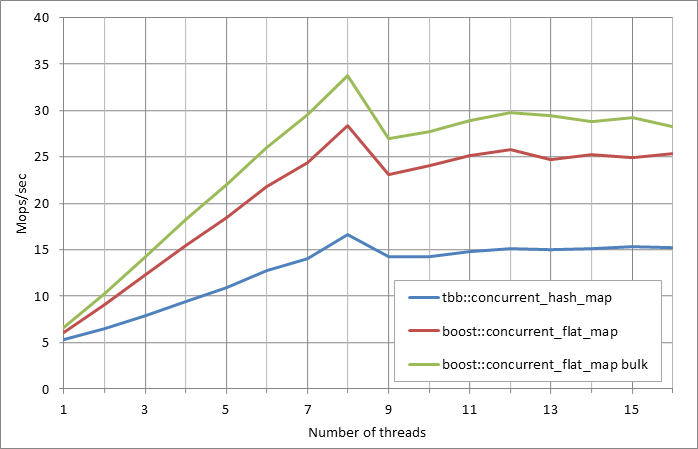 40
35
30
25
20
15
10
5
0
Mops/sec
tbb::concurrent_hash_map
boost::concurrent_flat_map
boost::concurrent_flat_map bulk
1 3 5 7 9 11 13 15
Number of threads